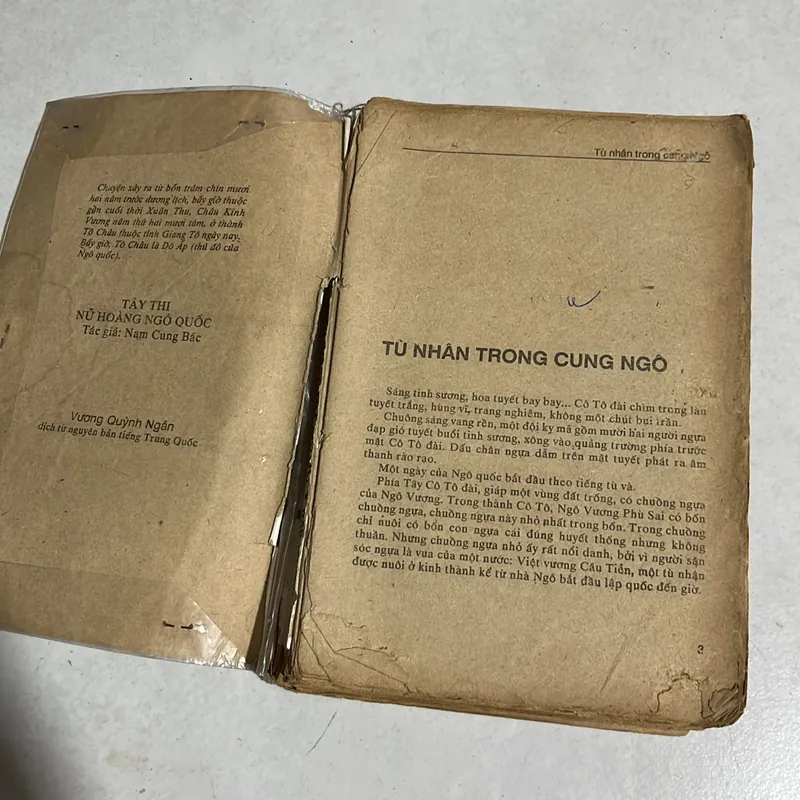 Chuyện xảy ra từ bốn trăm chín mươi
hai năm trước dương lịch, bấy giờ thuộc
gần cuối thời Xuân Thu, Châu Kính
Vương năm thứ hai mươi tám, ở thành
Tô Châu thuộc tỉnh Giang Tô ngày nay.
Bấy giờ, Tô Châu là Đô Áp (thủ đô của
Ngô quốc).
TÂY THI
NỮ HOÀNG NGÔ QUỐC
Tác giả: Nam Cung Bác
Vương Quỳnh Ngân
dịch từ nguyên bản tiếng Trung Quốc
Tù nhân trong cung Ngô
TÙ NHÂN TRONG CUNG NGÔ
Sáng tinh sương, hoa tuyết bay bay... Cô Tô đài chìm trong làu
tuyết trắng, hùng vĩ, trang nghiêm, không một chút bụi trần.
Chuông sáng vang rền, một đội kỵ mã gồm mười hai người ngựa
đạp gió tuyết buổi tinh sương, xông vào quảng trường phía trước
mặt Cô Tô đài. Dấu chân ngựa dẫm trên mặt tuyết phát ra âm
thanh rào rạo.
Một ngày của Ngô quốc bắt đầu theo tiếng tù và.
Phía Tây Cô Tô đài, giáp một vùng đất trống, có chuồng ngựa
của Ngô Vương. Trong thành Cô Tô, Ngô Vương Phù Sai có bốn
chuồng ngựa, chuồng ngựa này nhỏ nhất trong bốn. Trong chuồng
chỉ nuôi có bốn con ngựa cái đúng huyết thống nhưng không
thuần. Nhưng chuồng ngựa nhỏ ấy rất nổi danh, bởi vì người săn
sóc ngựa là vua của một nước: Việt vương Câu Tiễn, một tù nhận
được nuôi ở kinh thành kể từ nhà Ngô bắt đầu lập quốc đến giờ.
3